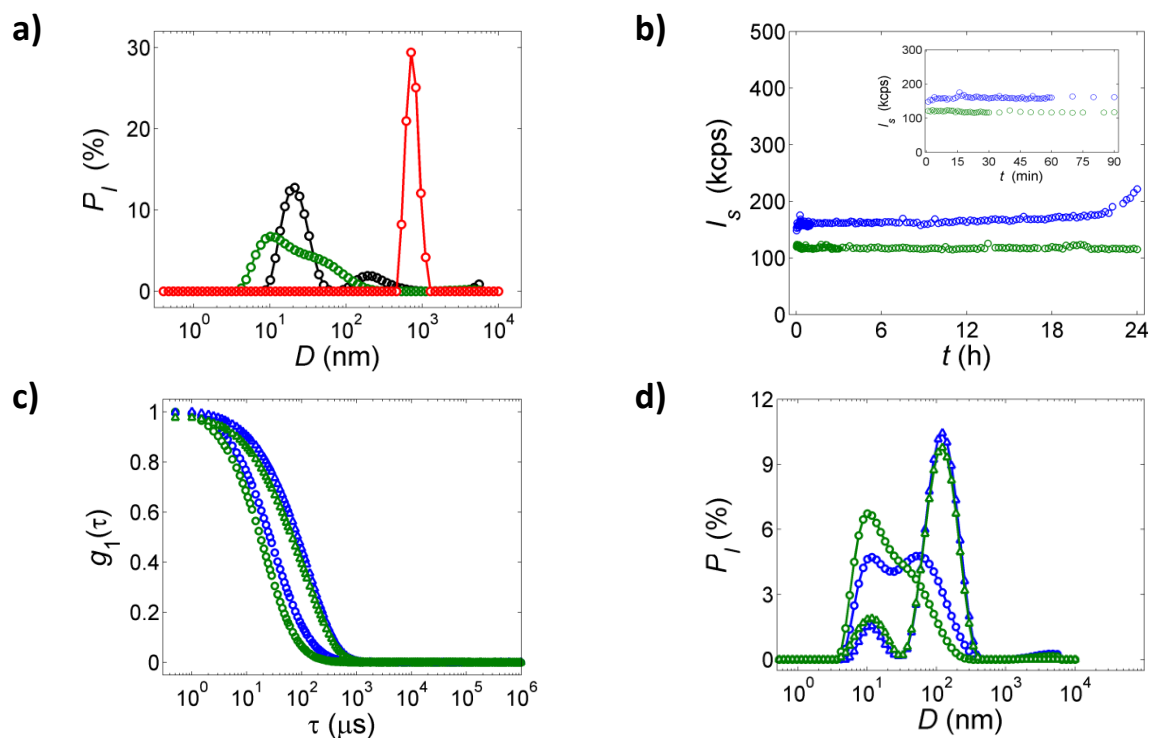 a)
30
20
10
0
P_I (%)
10^0 10^1 10^2 10^3 10^4
D (nm)
b)
500
400
300
200
100
0
I_s (kcps)
0 6 12 18 24
t (h)
300
200
100
0
I_s (kcps)
0 15 30 45 60 75 90
t (min)
c)
1
0.8
0.6
0.4
0.2
0
g_1(τ)
10^0 10^1 10^2 10^3 10^4 10^5 10^6
τ (μs)
d)
12
9
6
3
0
P_I (%)
10^0 10^1 10^2 10^3 10^4
D (nm)